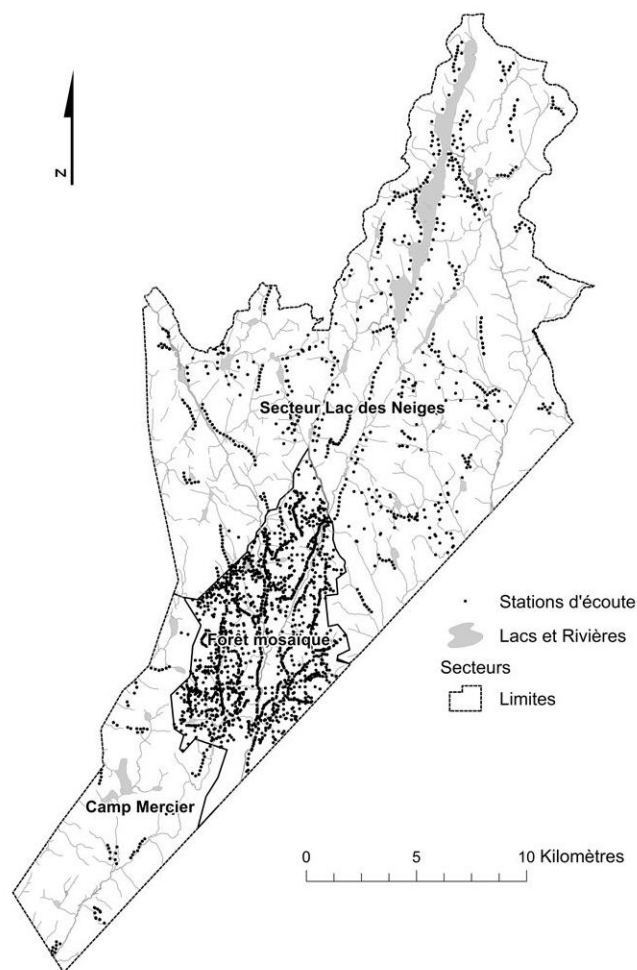 N
Secteur Lac des Neiges
Stations d'écoute
Lacs et Rivières
Secteurs
Limites
Forêt mosaïque
Camp Mercier
0 5 10 Kilomètres